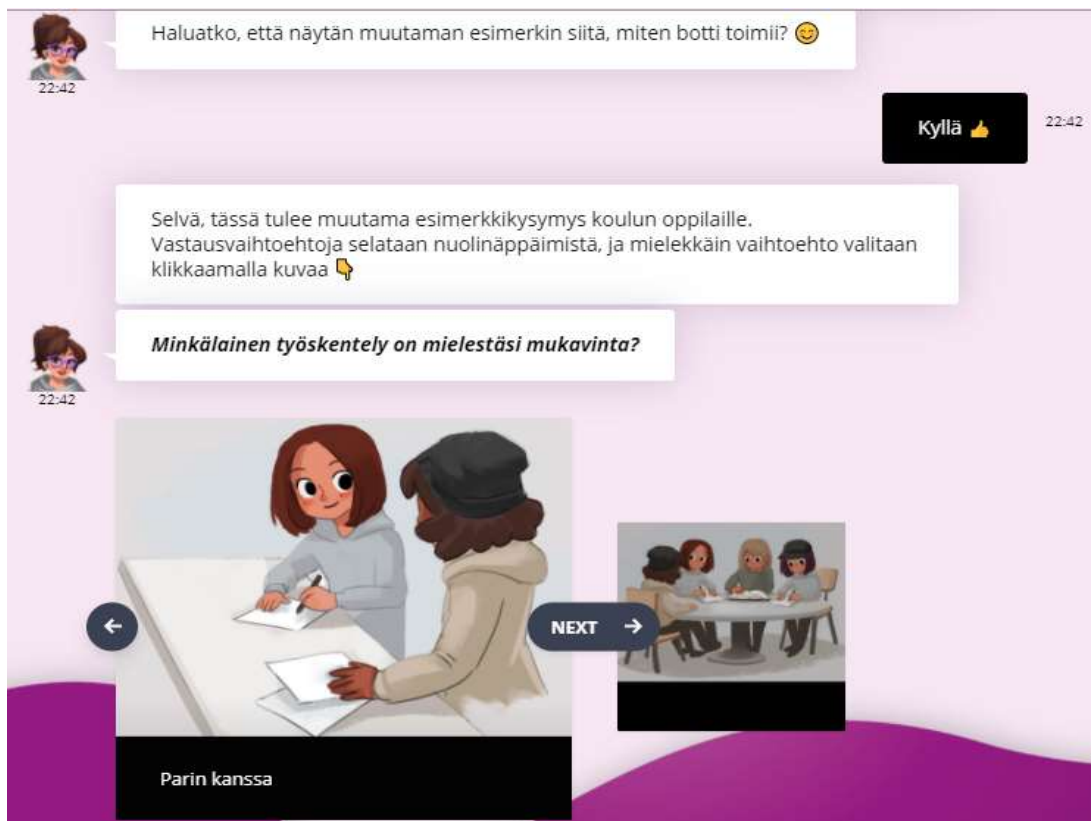 Haluatko, että näytän muutaman esimerkin siitä, miten botti toimii? 😊
22:42
Kyllä 👍
22:42
Selvä, tässä tulee muutama esimerkkikysymys koulun oppilaille.
Vastausvaihtoehtoja selataan nuolinäppäimistä, ja mielekkäin vaihtoehto valitaan
klikkaamalla kuvaa 👇
Minkälainen työskentely on mielestäsi mukavinta?
22:42
NEXT →
Parin kanssa